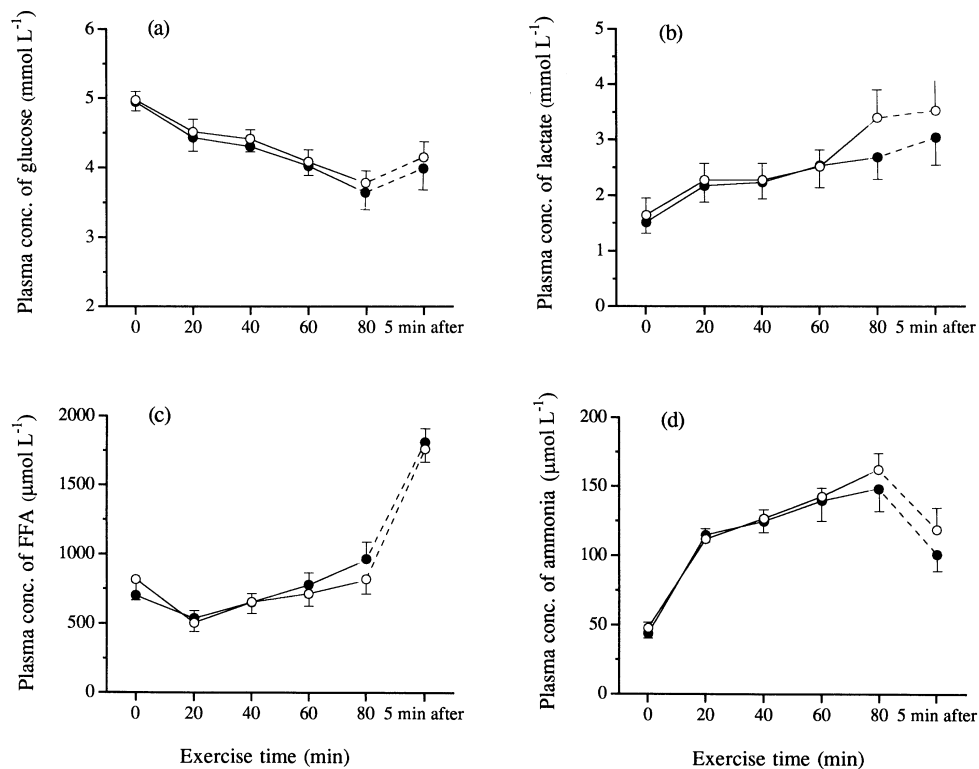 (a)
Plasma conc. of glucose (mmol L⁻¹)
6
5
4
3
2
0 20 40 60 80 5 min after
(b)
Plasma conc. of lactate (mmol L⁻¹)
5
4
3
2
1
0
0 20 40 60 80 5 min after
(c)
Plasma conc. of FFA (μmol L⁻¹)
2000
1500
1000
500
0
0 20 40 60 80 5 min after
Exercise time (min)
(d)
Plasma conc. of ammonia (μmol L⁻¹)
200
150
100
50
0
0 20 40 60 80 5 min after
Exercise time (min)